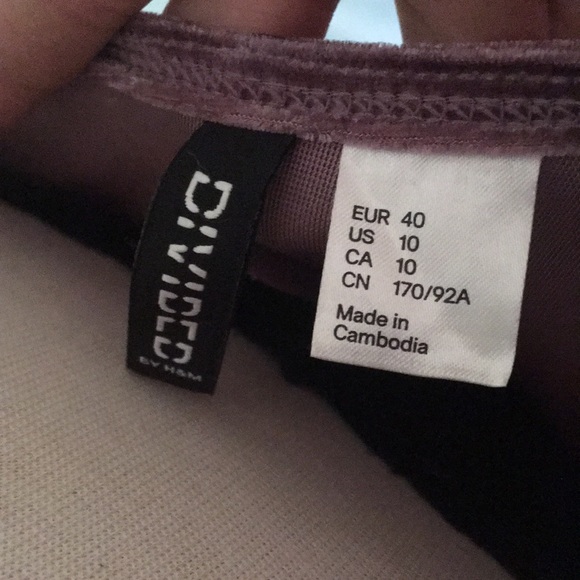 DIVIDED
BY H&M
EUR 40
US 10
CA 10
CN 170/92A
Made in
Cambodia